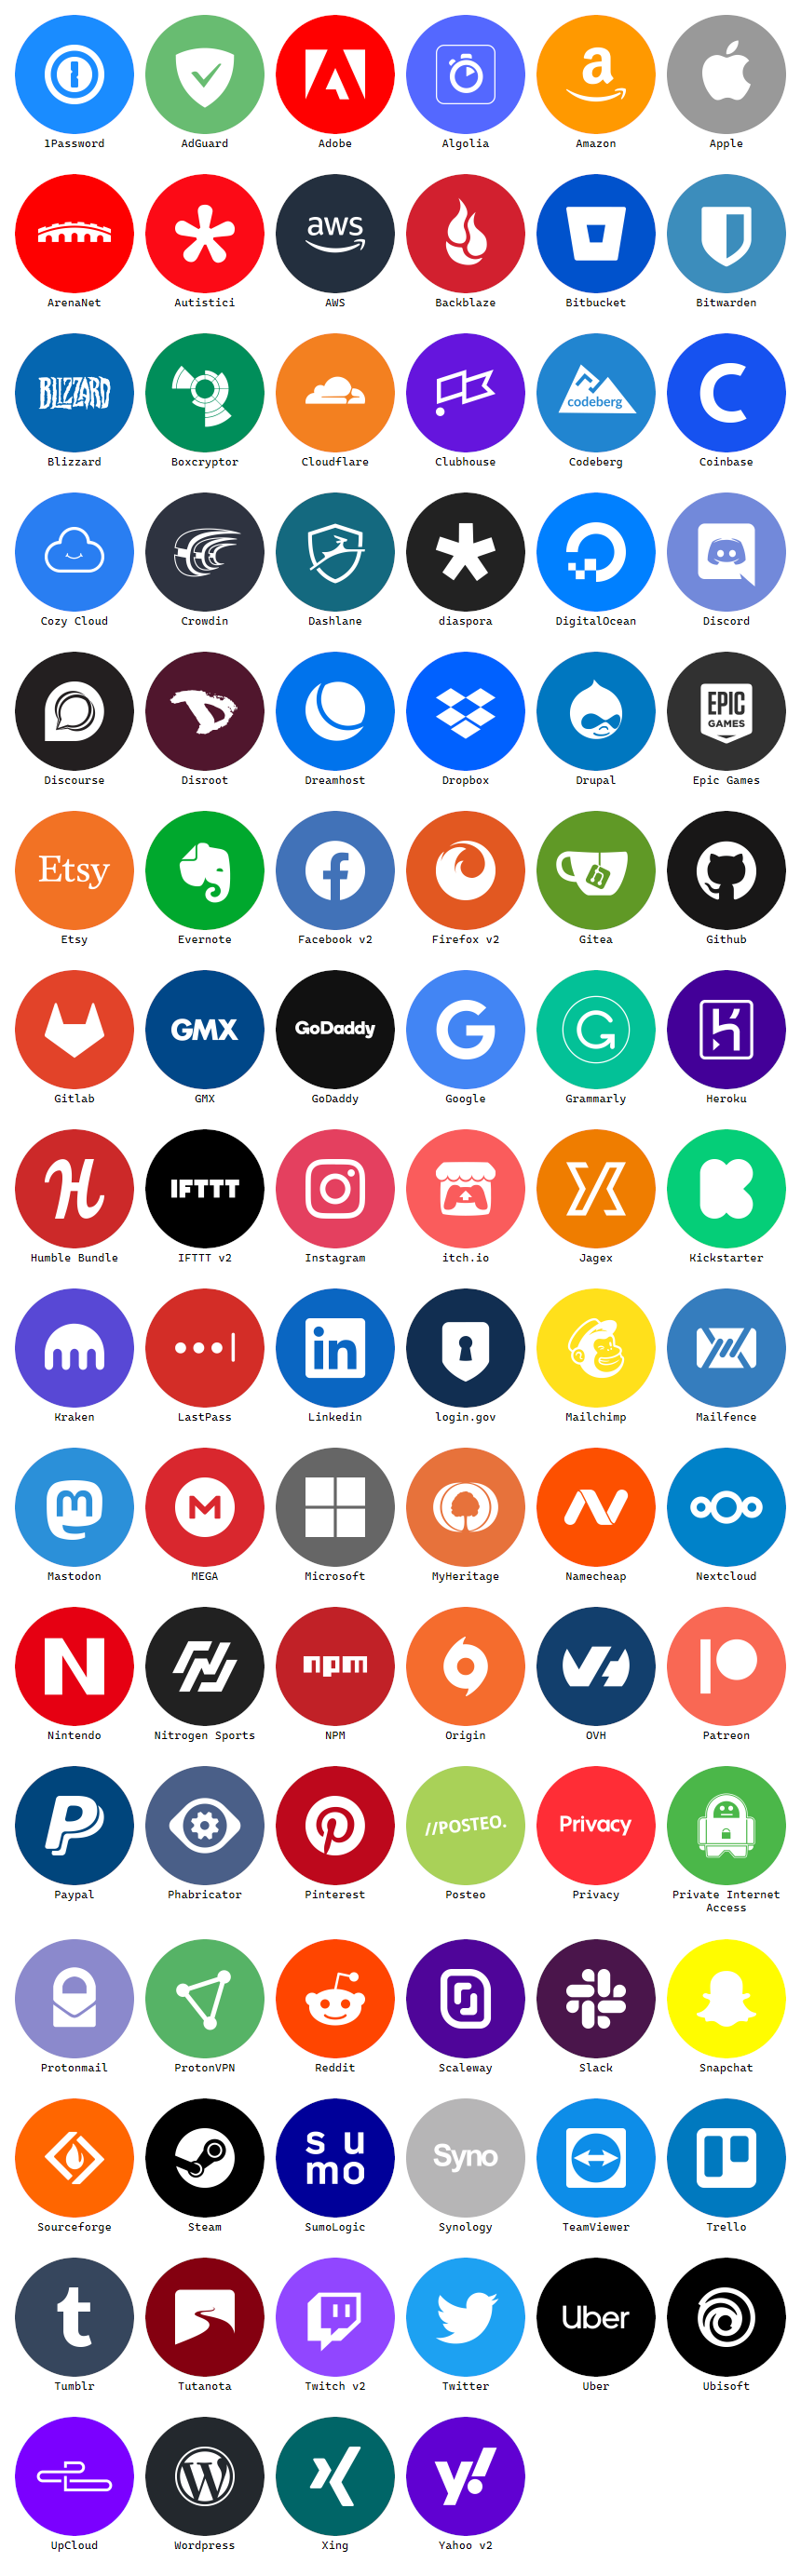 1Password AdGuard Adobe Algolia Amazon Apple
aws
ArenaNet Autistici AWS Backblaze Bitbucket Bitwarden
BLIZZARD codeberg
Blizzard Boxcryptor Cloudflare Clubhouse Codeberg Coinbase
Cozy Cloud Crowdin Dashlane diaspora DigitalOcean Discord
EPIC
GAMES
Discourse Disroot Dreamhost Dropbox Drupal Epic Games
Etsy
Etsy Evernote Facebook v2 Firefox v2 Gitea Github
GMX GoDaddy
Gitlab GMX GoDaddy Google Grammarly Heroku
H IFTTT
Humble Bundle IFTTT v2 Instagram itch.io Jagex Kickstarter
in
Kraken LastPass Linkedin login.gov Mailchimp Mailfence
m M
Mastodon MEGA Microsoft MyHeritage Namecheap Nextcloud
N npm
Nintendo Nitrogen Sports NPM Origin OVH Patreon
//POSTEO. Privacy
Paypal Phabricator Pinterest Posteo Privacy Private Internet
Access
Protonmail ProtonVPN Reddit Scaleway Slack Snapchat
su
mo Syno
Sourceforge Steam SumoLogic Synology TeamViewer Trello
t Uber
Tumblr Tutanota Twitch v2 Twitter Uber Ubisoft
W y!
UpCloud Wordpress Xing Yahoo v2